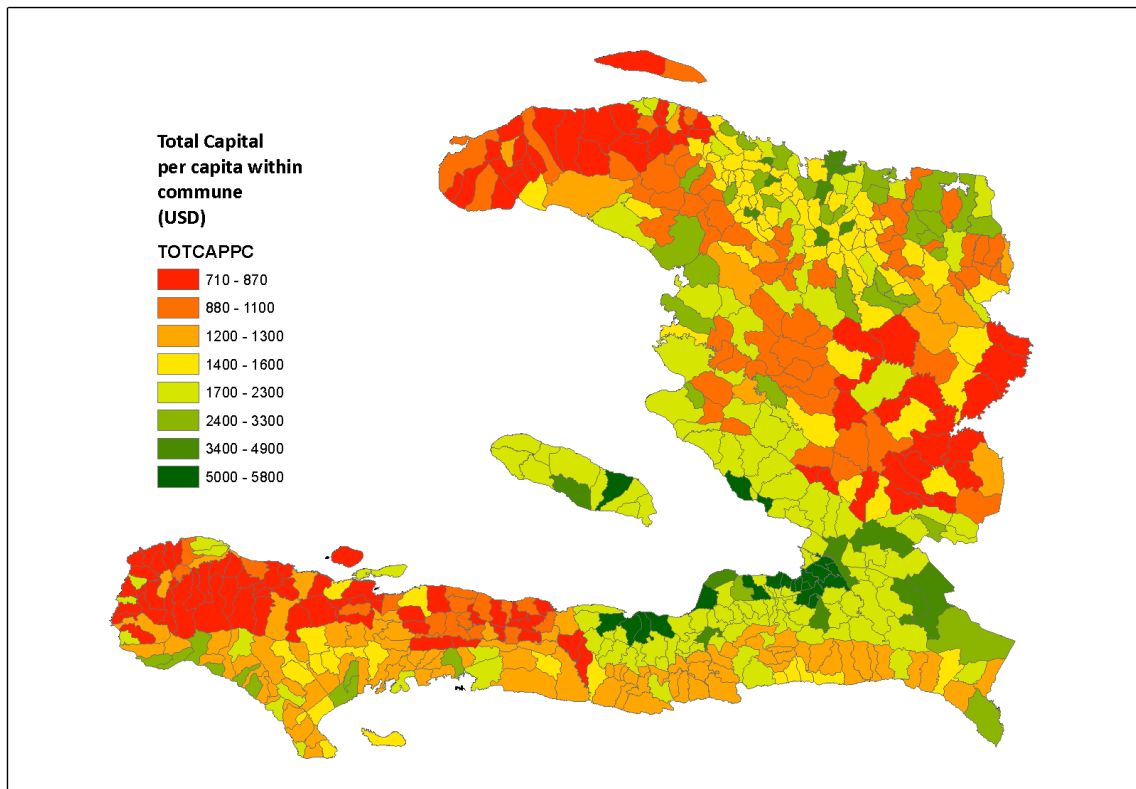 Total Capital
per capita within
commune
(USD)
TOTCAPPC
710 - 870
880 - 1100
1200 - 1300
1400 - 1600
1700 - 2300
2400 - 3300
3400 - 4900
5000 - 5800